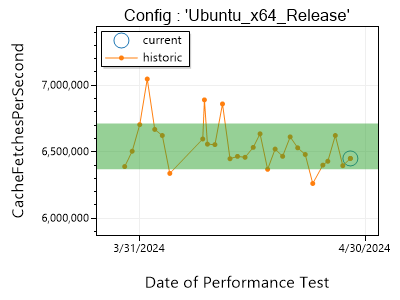 Config : 'Ubuntu_x64_Release'
current
historic
CacheFetchesPerSecond
7,000,000
6,500,000
6,000,000
3/31/2024
4/30/2024
Date of Performance Test